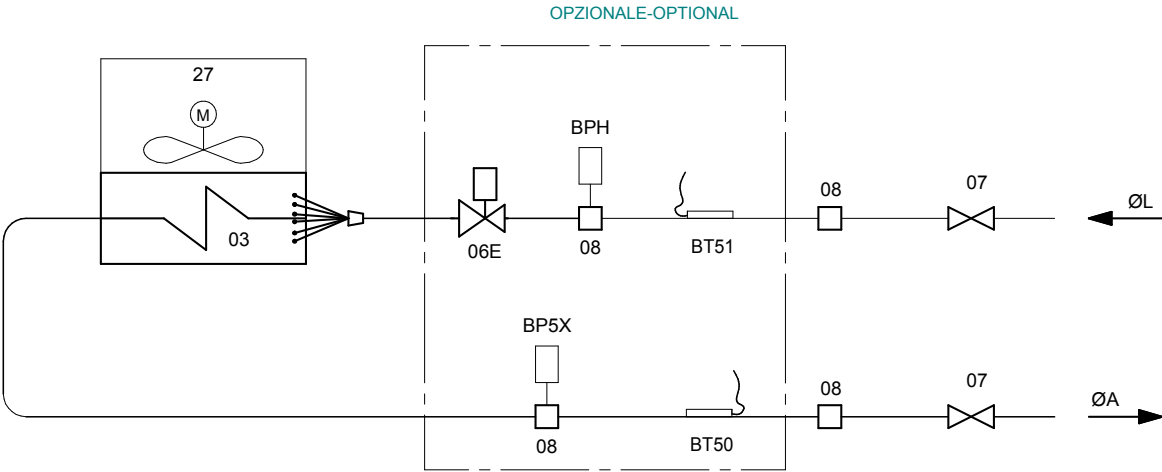 OPZIONALE-OPTIONAL
27
M
BPH
08
07
ØL
03
06E
08
BT51
BP5X
08
07
ØA
08
BT50